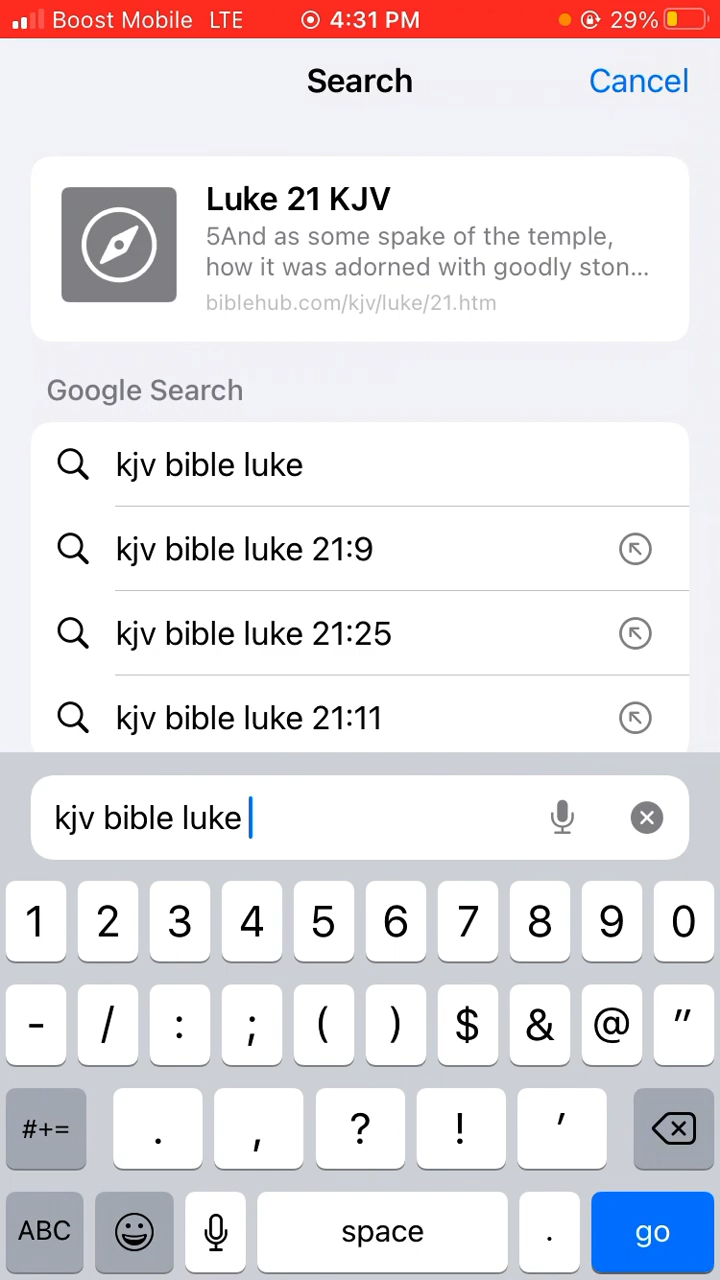 Boost Mobile LTE 4:31 PM 29%
Search Cancel
Luke 21 KJV
5And as some spake of the temple,
how it was adorned with goodly ston...
biblehub.com/kjv/luke/21.htm
Google Search
kjv bible luke
kjv bible luke 21:9
kjv bible luke 21:25
kjv bible luke 21:11
kjv bible luke
1 2 3 4 5 6 7 8 9 0
- / : ; ( ) $ & @ "
#+= . , ? ! '
ABC space . go